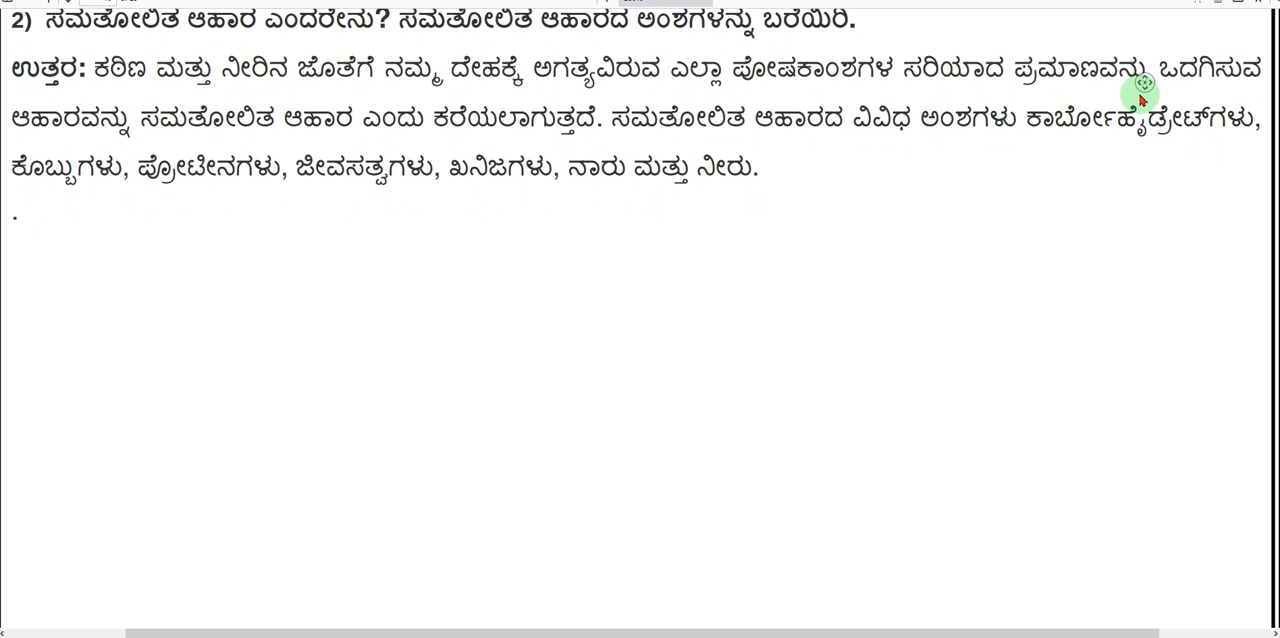 2) ಸಮತೋಲಿತ ಆಹಾರ ಎಂದರೇನು? ಸಮತೋಲಿತ ಆಹಾರದ ಅಂಶಗಳನ್ನು ಬರೆಯಿರಿ.
ಉತ್ತರ: ಕಠಿಣ ಮತ್ತು ನೀರಿನ ಜೊತೆಗೆ ನಮ್ಮ ದೇಹಕ್ಕೆ ಅಗತ್ಯವಿರುವ ಎಲ್ಲಾ ಪೋಷಕಾಂಶಗಳ ಸರಿಯಾದ ಪ್ರಮಾಣವನ್ನು ಒದಗಿಸುವ
ಆಹಾರವನ್ನು ಸಮತೋಲಿತ ಆಹಾರ ಎಂದು ಕರೆಯಲಾಗುತ್ತದೆ. ಸಮತೋಲಿತ ಆಹಾರದ ವಿವಿಧ ಅಂಶಗಳು ಕಾರ್ಬೋಹೈಡ್ರೇಟ್‌ಗಳು,
ಕೊಬ್ಬುಗಳು, ಪ್ರೋಟೀನಗಳು, ಜೀವಸತ್ವಗಳು, ಖನಿಜಗಳು, ನಾರು ಮತ್ತು ನೀರು.
.